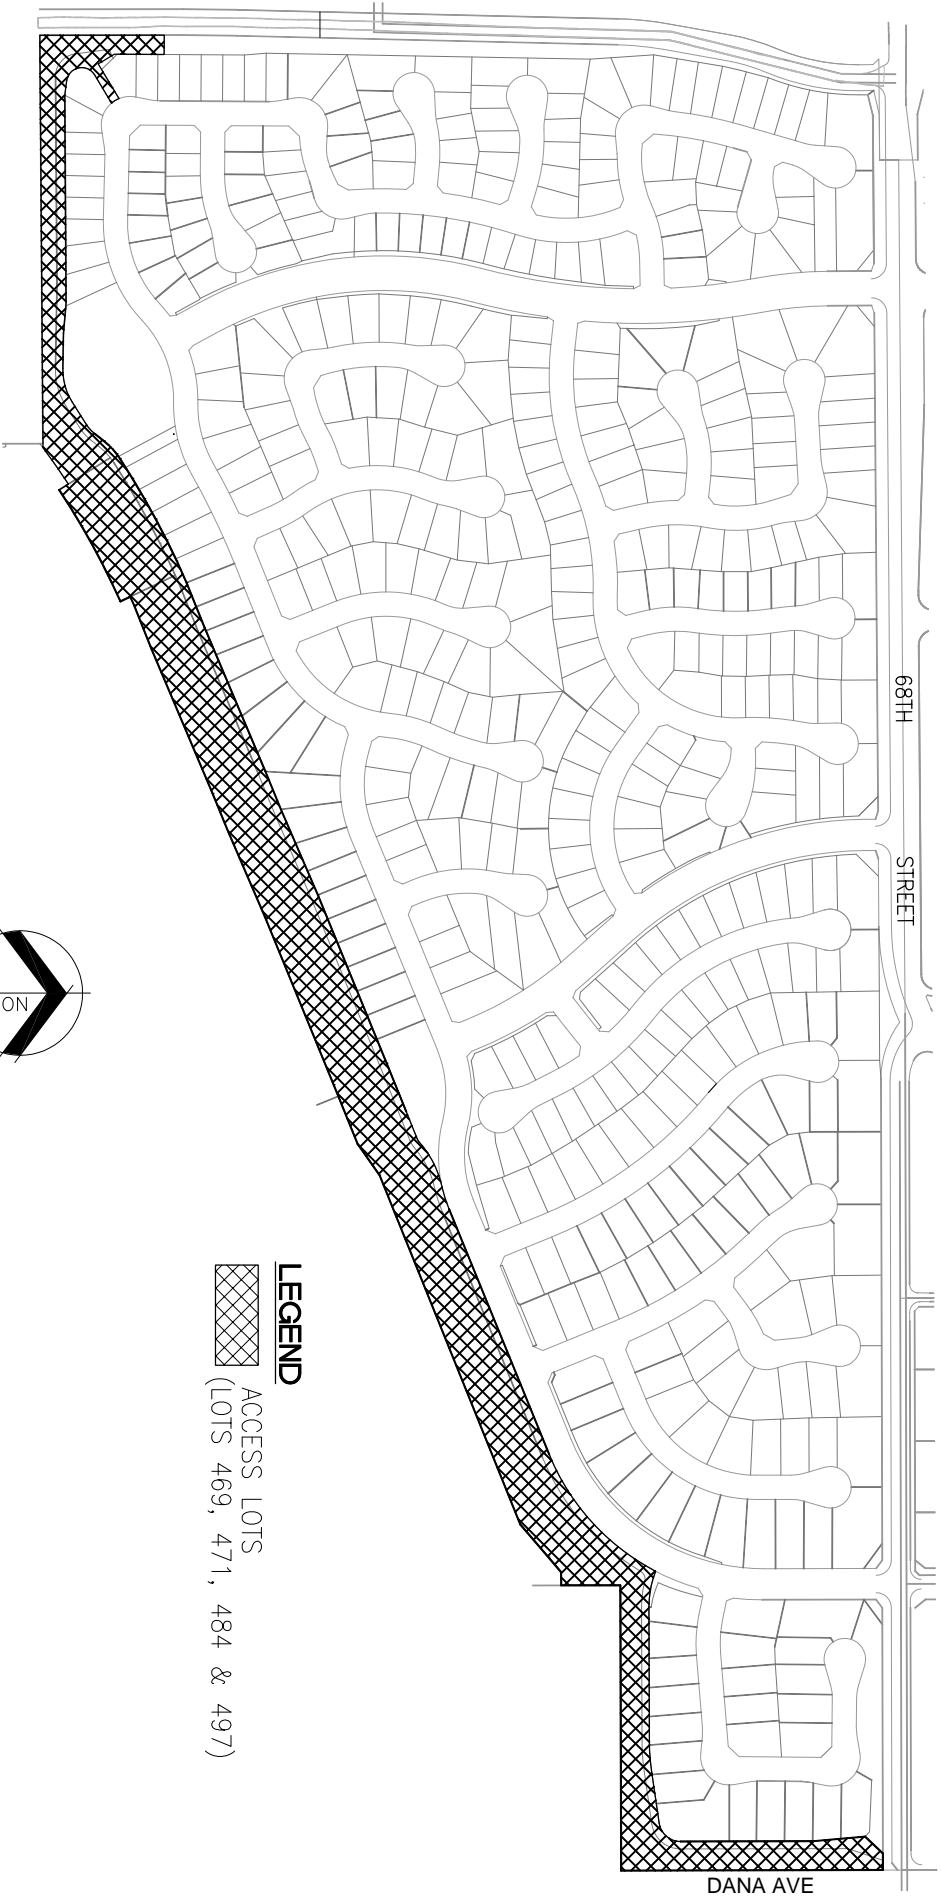 68TH
STREET
LEGEND
ACCESS LOTS
(LOTS 469, 471, 484 & 497)
DANA AVE
ON